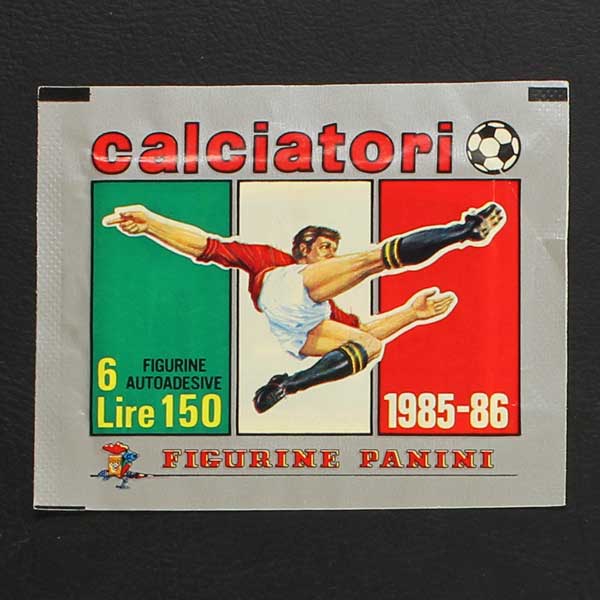 calciatori
6 FIGURINE
AUTOADESIVE
Lire 150
1985-86
FIGURINE PANINI